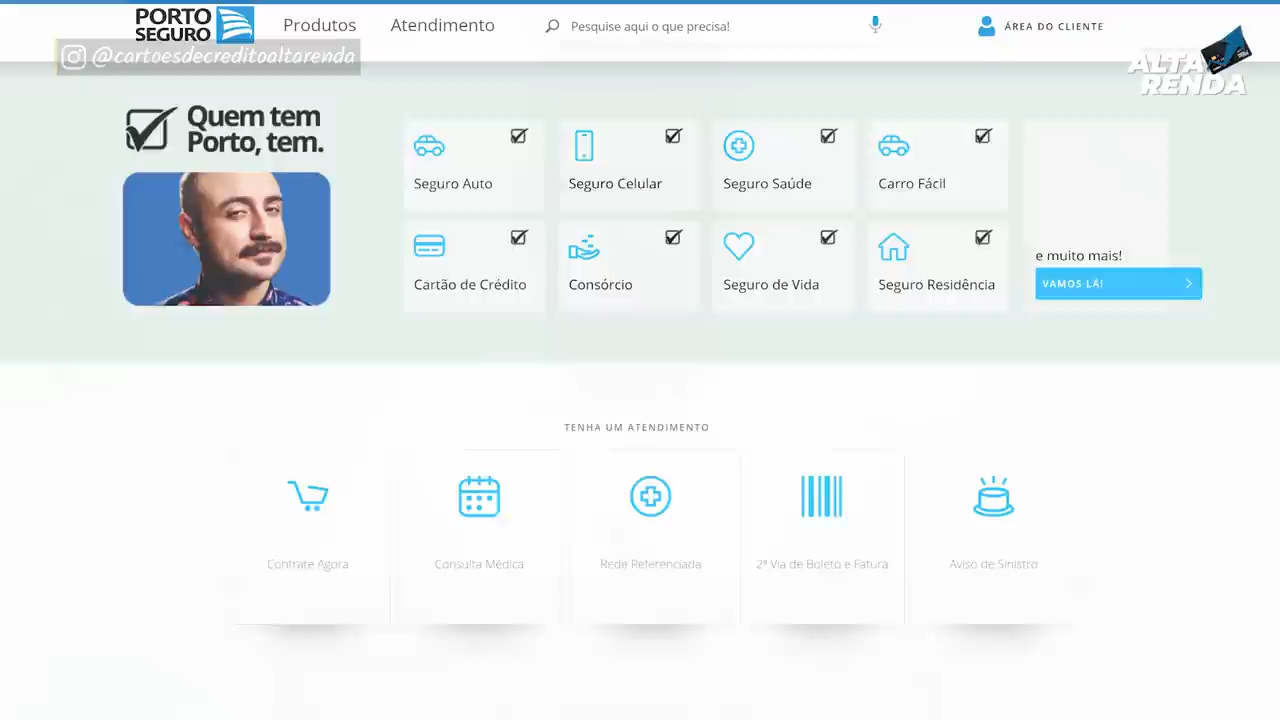 PORTO
SEGURO
Produtos
Atendimento
Pesquise aqui o que precisa!
ÁREA DO CLIENTE
@cartoesdecreditoaltarenda
ALTA
RENDA
Quem tem
Porto, tem.
Seguro Auto
Seguro Celular
Seguro Saúde
Carro Fácil
Cartão de Crédito
Consórcio
Seguro de Vida
Seguro Residência
e muito mais!
VAMOS LÁ!
TENHA UM ATENDIMENTO
Contrate Agora
Consulta Médica
Rede Referenciada
2ª Via de Boleto e Fatura
Aviso de Sinistro